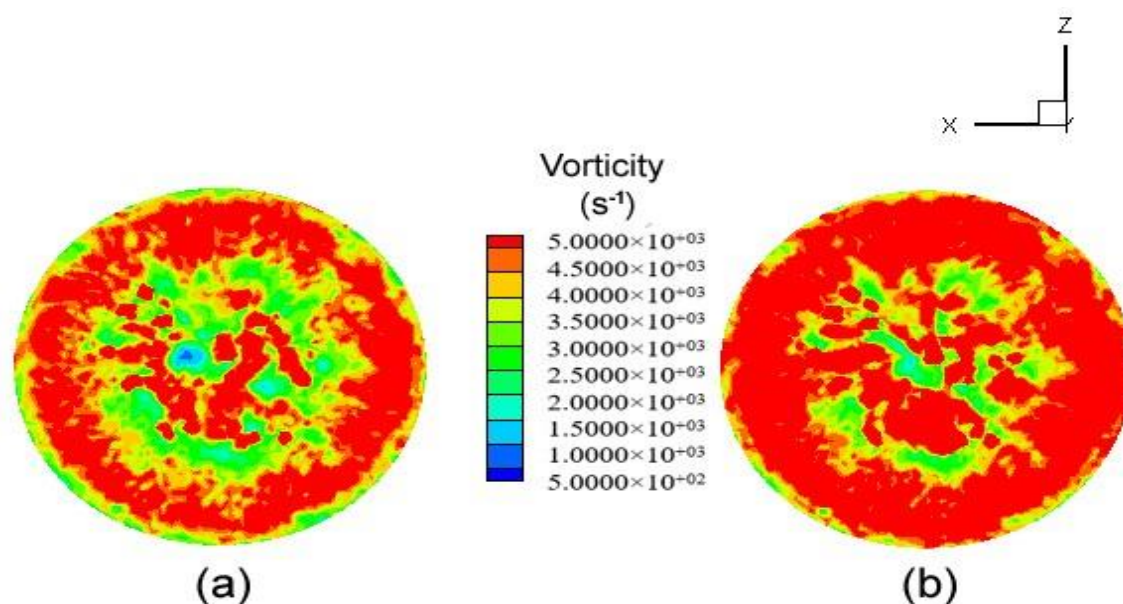 Z
X
Vorticity
(s⁻¹)
5.0000×10⁺⁰³
4.5000×10⁺⁰³
4.0000×10⁺⁰³
3.5000×10⁺⁰³
3.0000×10⁺⁰³
2.5000×10⁺⁰³
2.0000×10⁺⁰³
1.5000×10⁺⁰³
1.0000×10⁺⁰³
5.0000×10⁺⁰²
(a)
(b)